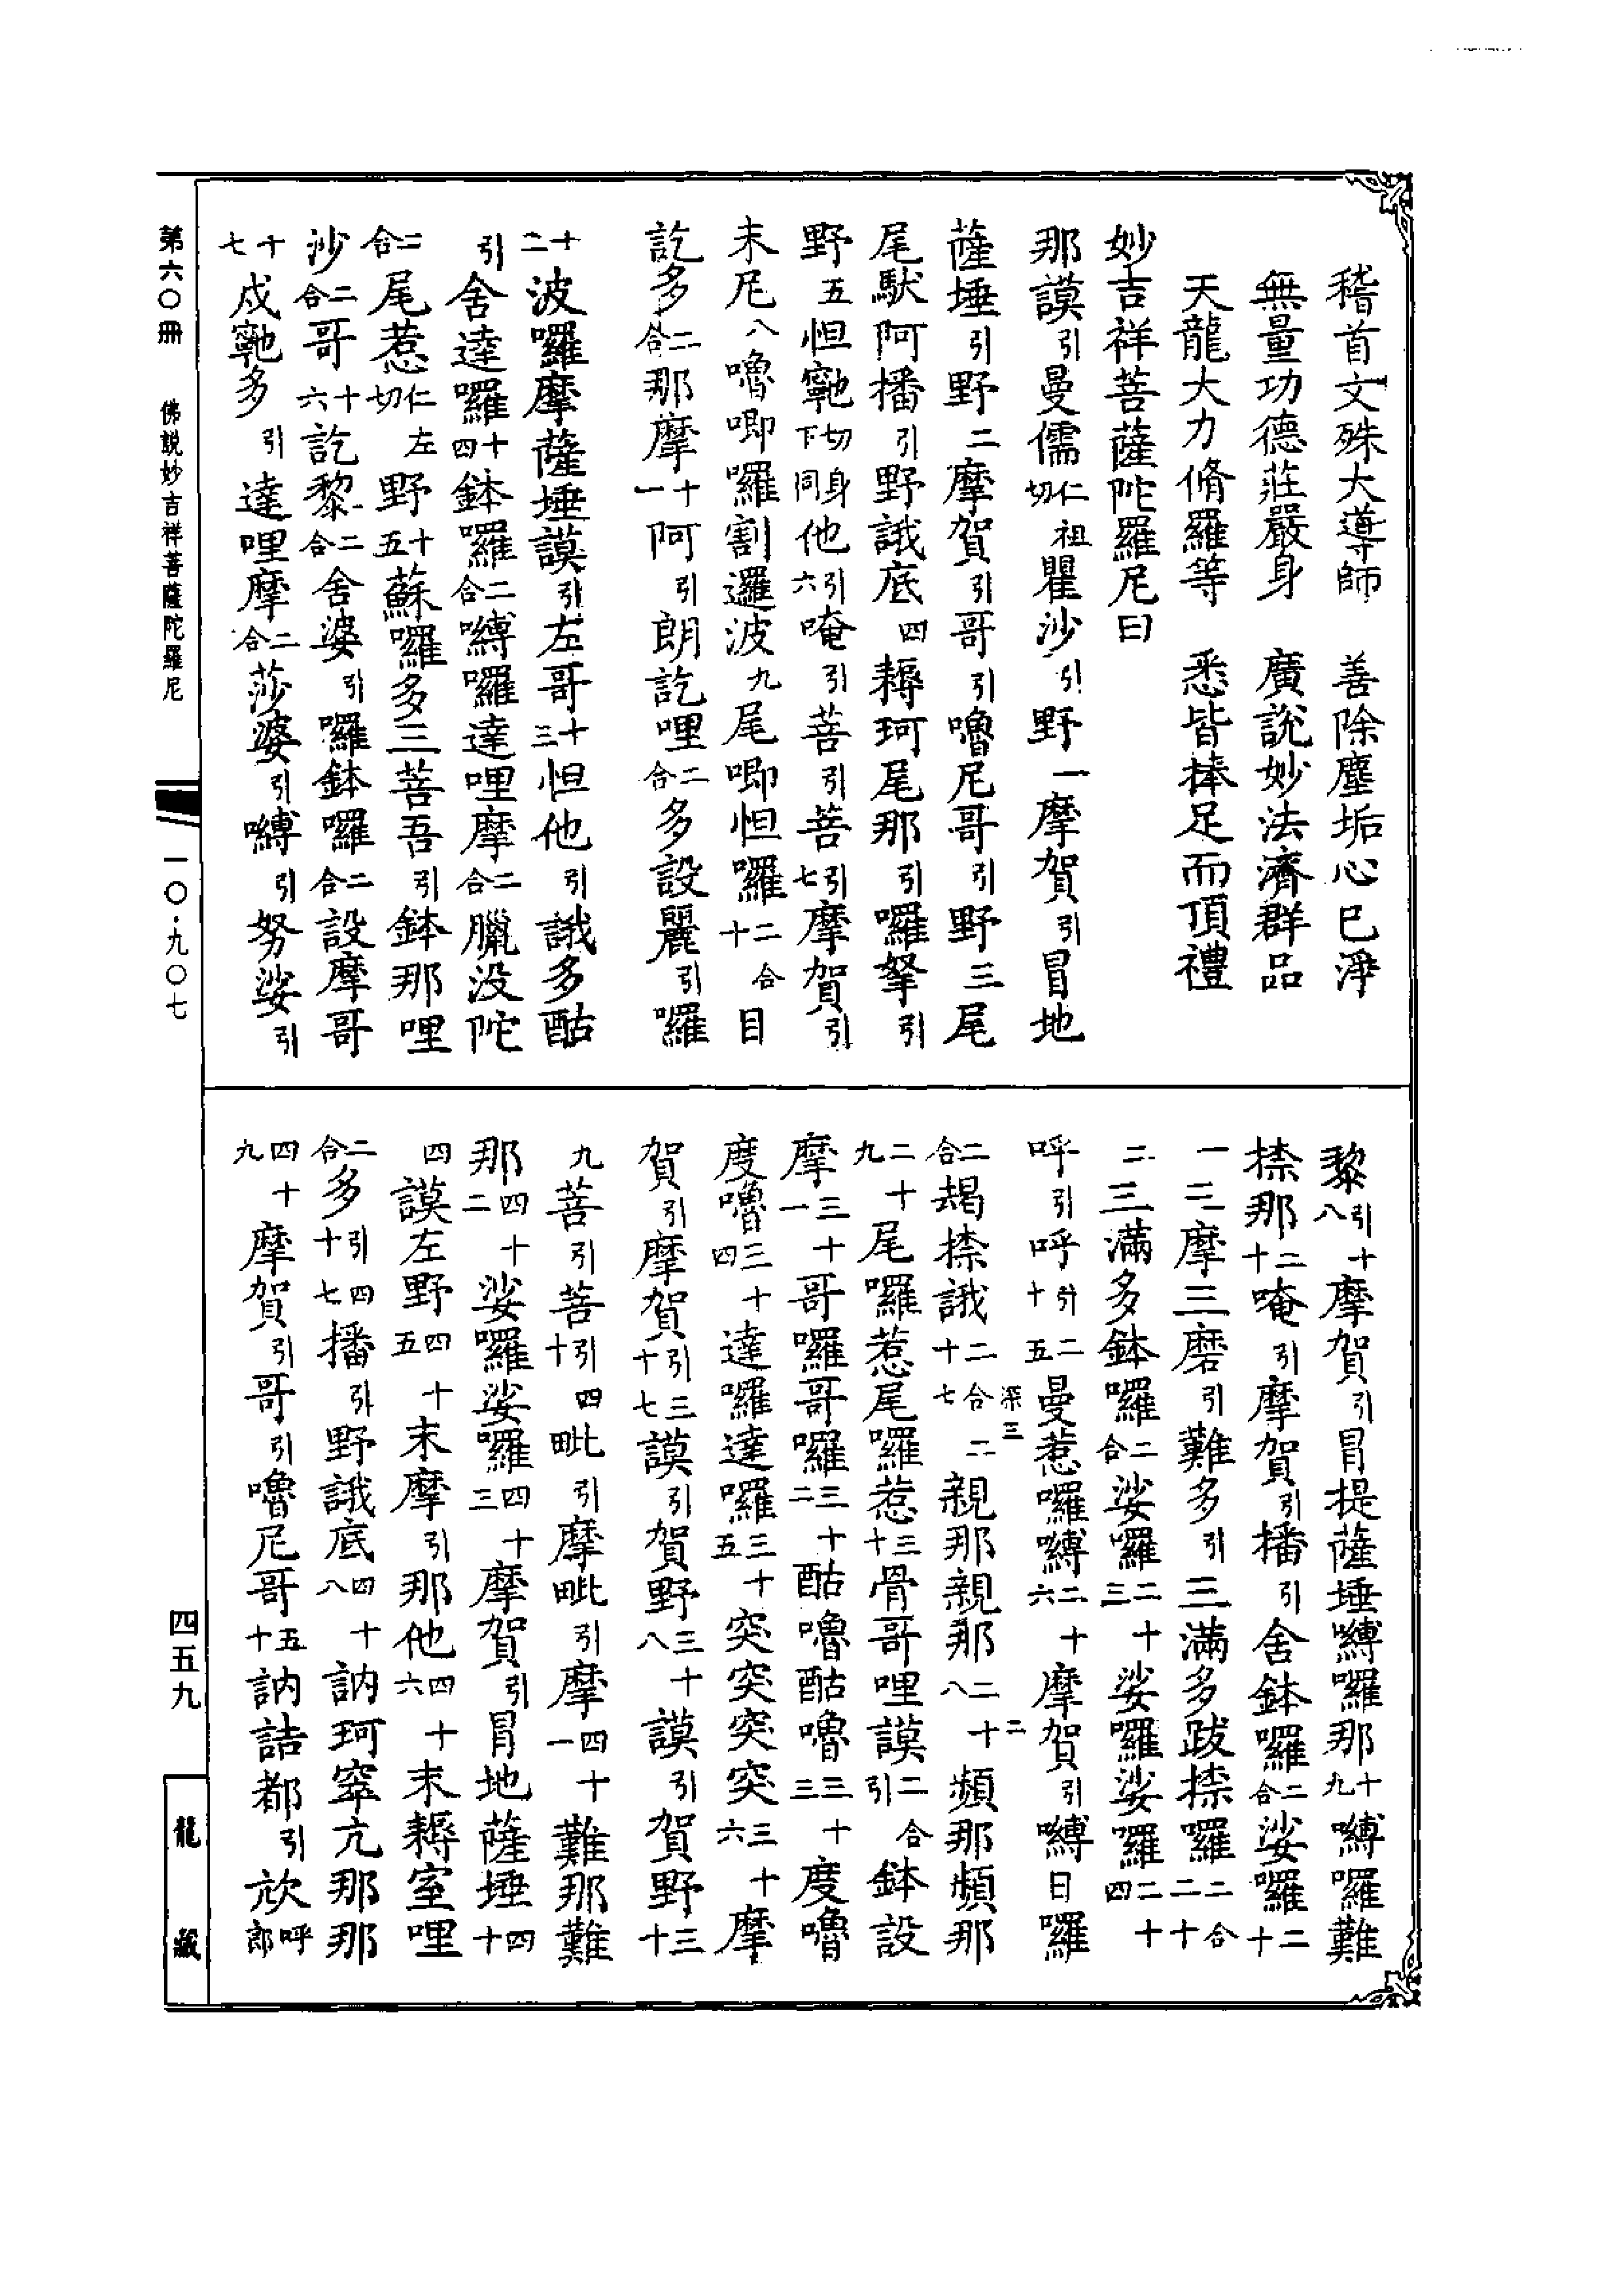 稽首文殊大導師　善除塵垢心已淨
無量功德莊嚴身　廣說妙法濟群品
天龍大力脩羅等　悉皆捧足而頂禮
妙吉祥菩薩陀羅尼曰
那謨引曼儒仁祖切瞿沙引野一摩賀引冒地
薩埵引野二摩賀引哥引嚕尼哥引野三尾
尾馱阿播引野誐底四耨珂尾那引囉拏引
野五怛䆠切身下同他引六唵引菩引菩引七摩賀引
末尼八嚕唧囉割邏波九尾唧怛囉二合十目
訖多二合那摩十一阿引朗訖哩二合多設麗引囉
十二波囉摩薩埵謨引左哥十三怛他引誐多酤
引舍達囉十四鉢囉二合嚩囉達哩摩二合臘没陀
二合尾惹仁左切野十五蘇囉多三菩吾引鉢那哩
沙二合哥十六訖黎二合舍婆引囉鉢囉二合設摩哥
十七戍䆠多引達哩摩二合莎婆引嚩引努娑引
黎引十八摩賀引冒提薩埵嚩囉那十九嚩囉難
捺那二十唵引摩賀引播引舍鉢囉二合娑囉二十
一三摩三磨引難多引三滿多跋捺囉二合二十
二三滿多鉢囉二合娑囉二十三娑囉娑囉二十四
呼引呼引二十五曼惹囉嚩二十六摩賀引嚩日囉
二合朅捺誐二合十二七親那親那二十八頻那頻那
二十九尾囉惹尾囉惹三十骨哥哩謨二合引鉢設
摩三十一哥囉哥囉三十二酤嚕酤嚕三十三度嚕
度嚕三十四達囉達囉三十五突突突突三十六摩
賀引摩賀引三十七謨引賀野三十八謨引賀野三十
九菩引菩引四十毗引摩毗引摩四十一難那難
那四十二娑囉娑囉四十三摩賀引冒地薩埵四十
四謨左野四十五末摩引那他四十六末耨室哩
二合多引四十七播引野誐底四十八訥珂窣亢那那
四十九摩賀引哥引嚕尼哥五十訥詰都引㰠呼郎
第六〇冊　佛說妙吉祥菩薩陀羅尼　一〇·九〇七
四五九
龍藏
深三
二